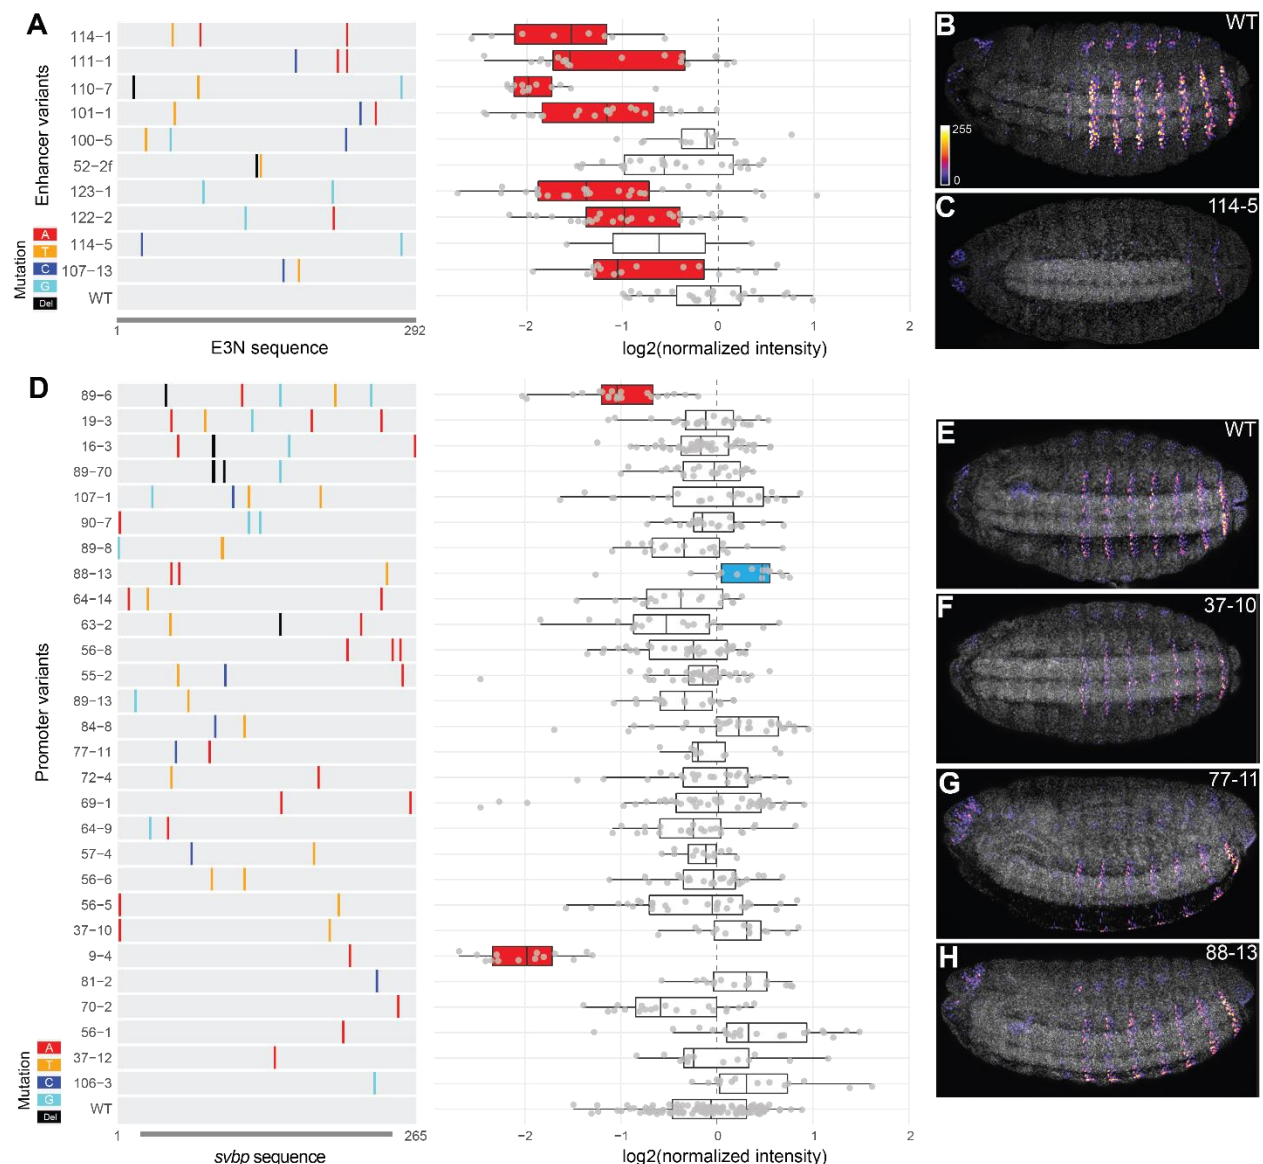 A
Enhancer variants
114-1
111-1
110-7
101-1
100-5
52-2f
123-1
122-2
114-5
107-13
WT
Mutation
A
T
C
G
Del
1
292
E3N sequence
-2
-1
0
1
2
log2(normalized intensity)
B
WT
255
0
C
114-5
D
Promoter variants
89-6
19-3
16-3
89-70
107-1
90-7
89-8
88-13
64-14
63-2
56-8
55-2
89-13
84-8
77-11
72-4
69-1
64-9
57-4
56-6
56-5
37-10
9-4
81-2
70-2
56-1
37-12
106-3
WT
Mutation
A
T
C
G
Del
1
265
svbp sequence
-2
-1
0
1
2
log2(normalized intensity)
E
WT
F
37-10
G
77-11
H
88-13